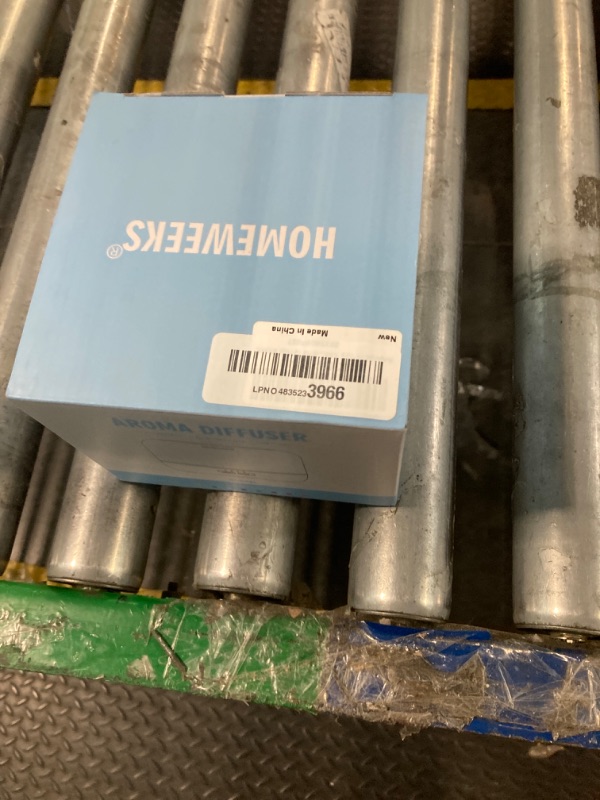 HOMEWEEKS®
New
Made In China
LPNO4835233966
AROMA DIFFUSER